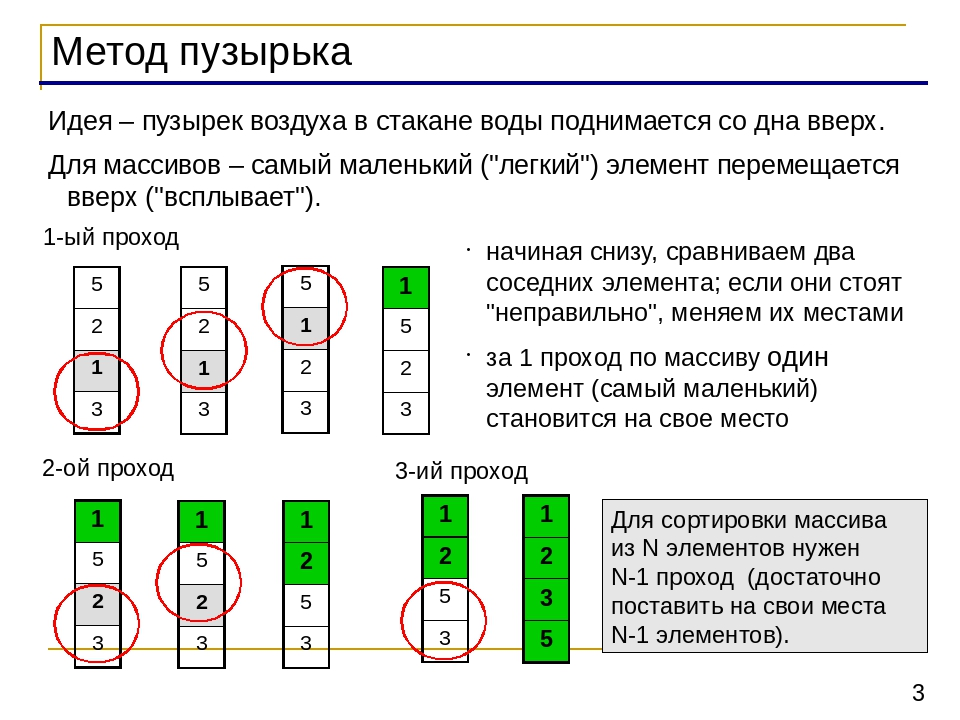 Метод пузырька
Идея – пузырек воздуха в стакане воды поднимается со дна вверх.
Для массивов – самый маленький ("легкий") элемент перемещается
вверх ("всплывает").
1-ый проход
5 5 5 1
2 2 1 5
1 1 2 2
3 3 3 3
· начиная снизу, сравниваем два
соседних элемента; если они стоят
"неправильно", меняем их местами
· за 1 проход по массиву один
элемент (самый маленький)
становится на свое место
2-ой проход
1 1 1
5 5 2
2 2 5
3 3 3
3-ий проход
1 1
2 2
5 3
3 5
Для сортировки массива
из N элементов нужен
N-1 проход (достаточно
поставить на свои места
N-1 элементов).
3